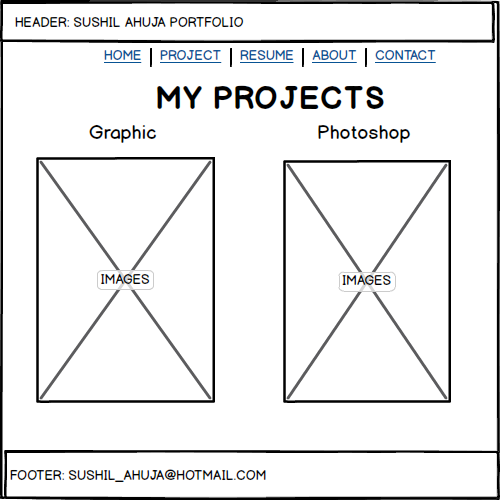 HEADER: SUSHIL AHUJA PORTFOLIO
HOME | PROJECT | RESUME | ABOUT | CONTACT
MY PROJECTS
Graphic Photoshop
IMAGES IMAGES
FOOTER: SUSHIL_AHUJA@HOTMAIL.COM